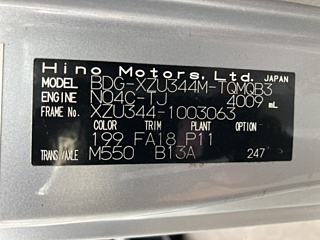 Hino Motors, Ltd. JAPAN
MODEL BDG-XZU344M-TQMQB3
ENGINE N04C-TJ 4009 mL
FRAME No. XZU344-1003063
COLOR TRIM PLANT OPTION
199 FA18 P11
TRANS/AXLE M550 B13A 247